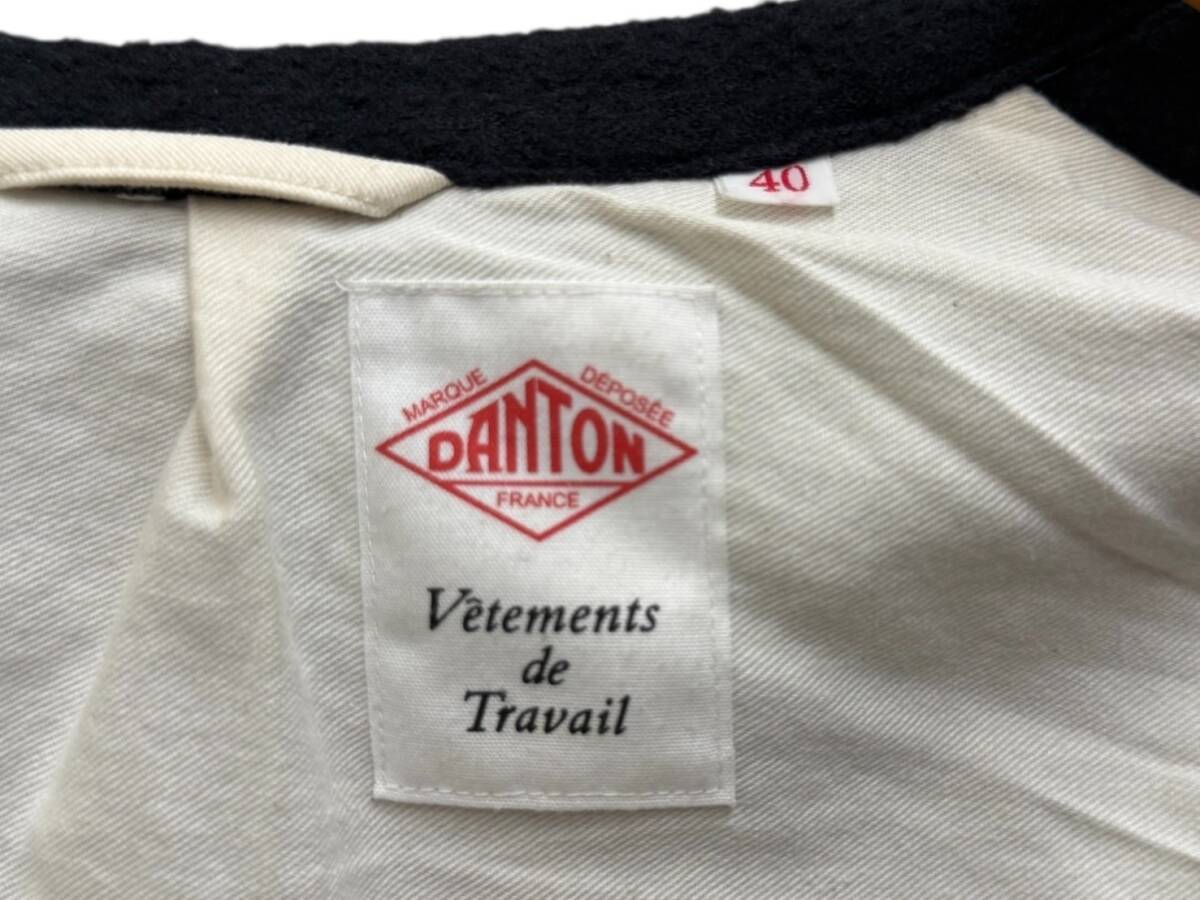 40
MARQUE DÉPOSÉE
DANTON
FRANCE
Vêtements
de
Travail